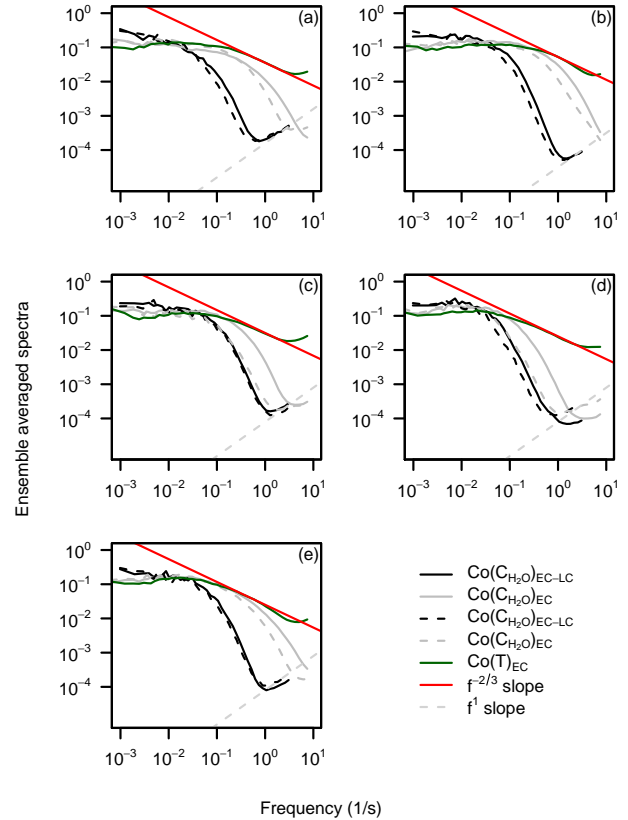 (a)
10⁰
10⁻¹
10⁻²
10⁻³
10⁻⁴
10⁻³ 10⁻² 10⁻¹ 10⁰ 10¹
(b)
10⁰
10⁻¹
10⁻²
10⁻³
10⁻⁴
10⁻³ 10⁻² 10⁻¹ 10⁰ 10¹
(c)
10⁰
10⁻¹
10⁻²
10⁻³
10⁻⁴
10⁻³ 10⁻² 10⁻¹ 10⁰ 10¹
(d)
10⁰
10⁻¹
10⁻²
10⁻³
10⁻⁴
10⁻³ 10⁻² 10⁻¹ 10⁰ 10¹
(e)
10⁰
10⁻¹
10⁻²
10⁻³
10⁻⁴
10⁻³ 10⁻² 10⁻¹ 10⁰ 10¹
Ensemble averaged spectra
Co(C_H₂O)_EC−LC
Co(C_H₂O)_EC
Co(C_H₂O)_EC−LC
Co(C_H₂O)_EC
Co(T)_EC
f⁻²/³ slope
f¹ slope
Frequency (1/s)